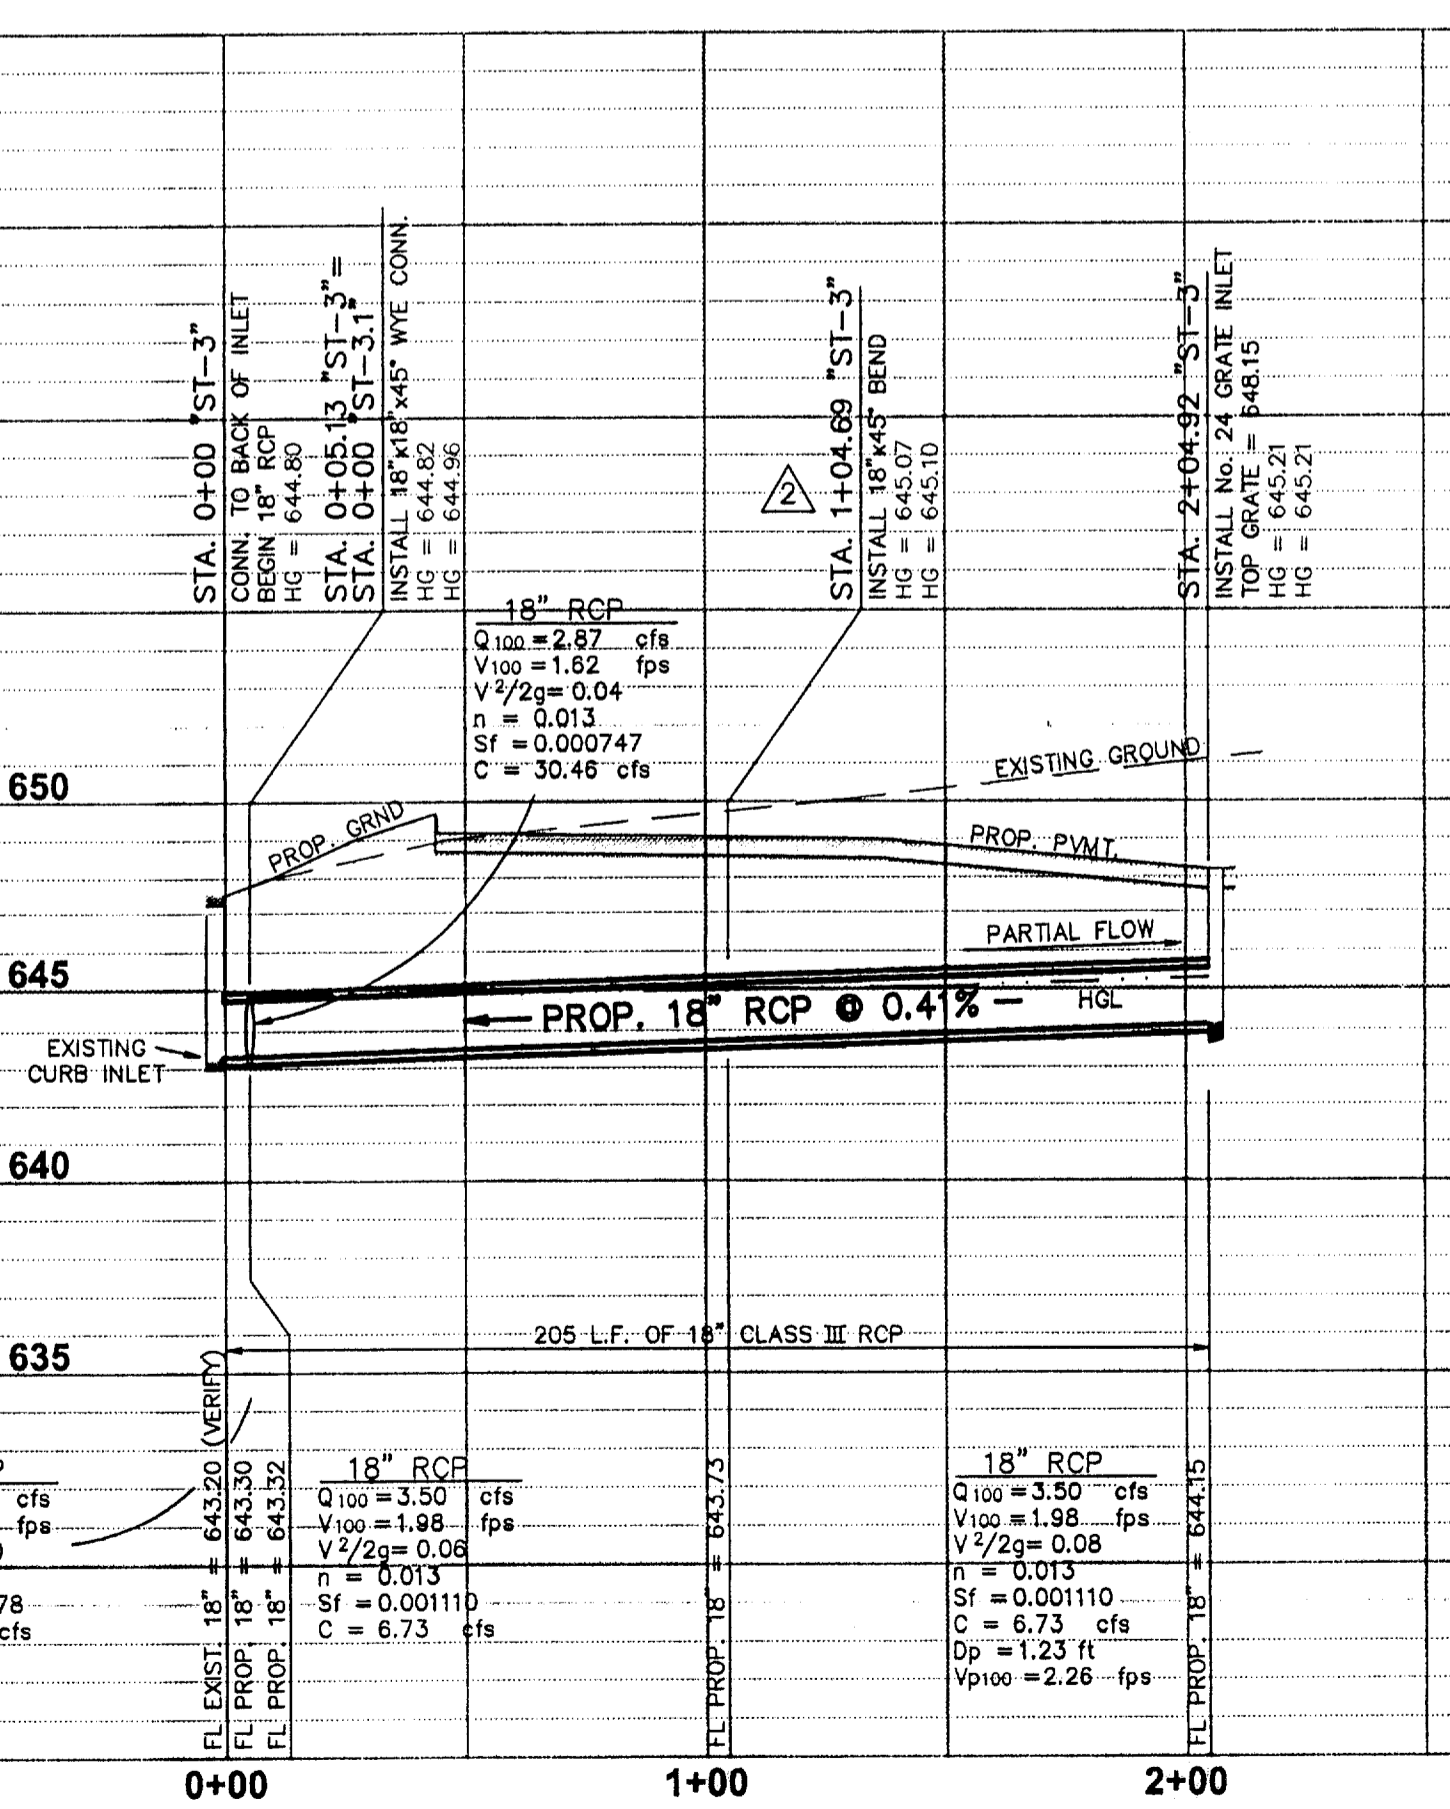 STA. 0+00 "ST-3"
CONN. TO BACK OF INLET
BEGIN 18" RCP
HG = 644.80
STA. 0+05.13 "ST-3"=
STA. 0+00 "ST-3.1"
INSTALL 18"x18"x45° WYE CONN.
HG = 644.82
HG = 644.96
2
STA. 1+04.69 "ST-3"
INSTALL 18"x45° BEND
HG = 645.07
HG = 645.10
STA. 2+04.92 "ST-3"
INSTALL No. 24 GRATE INLET
TOP GRATE = 648.15
HG = 645.21
HG = 645.21
18" RCP
Q100 = 2.87 cfs
V100 = 1.62 fps
V²/2g= 0.04
n = 0.013
Sf = 0.000747
C = 30.46 cfs
650
EXISTING GROUND
PROP. GRND
PROP. PVMT.
PARTIAL FLOW
645
PROP. 18" RCP @ 0.41%
HGL
EXISTING
CURB INLET
640
205 L.F. OF 18" CLASS III RCP
635
cfs
fps
78
cfs
FL EXIST. 18" = 643.20 (VERIFY)
FL PROP. 18" = 643.30
FL PROP. 18" = 643.32
18" RCP
Q100 = 3.50 cfs
V100 = 1.98 fps
V²/2g= 0.06
n = 0.013
Sf = 0.001110
C = 6.73 cfs
FL PROP. 18" = 643.73
18" RCP
Q100 = 3.50 cfs
V100 = 1.98 fps
V²/2g= 0.08
n = 0.013
Sf = 0.001110
C = 6.73 cfs
Dp = 1.23 ft
Vp100 = 2.26 fps
FL PROP. 18" = 644.15
0+00
1+00
2+00